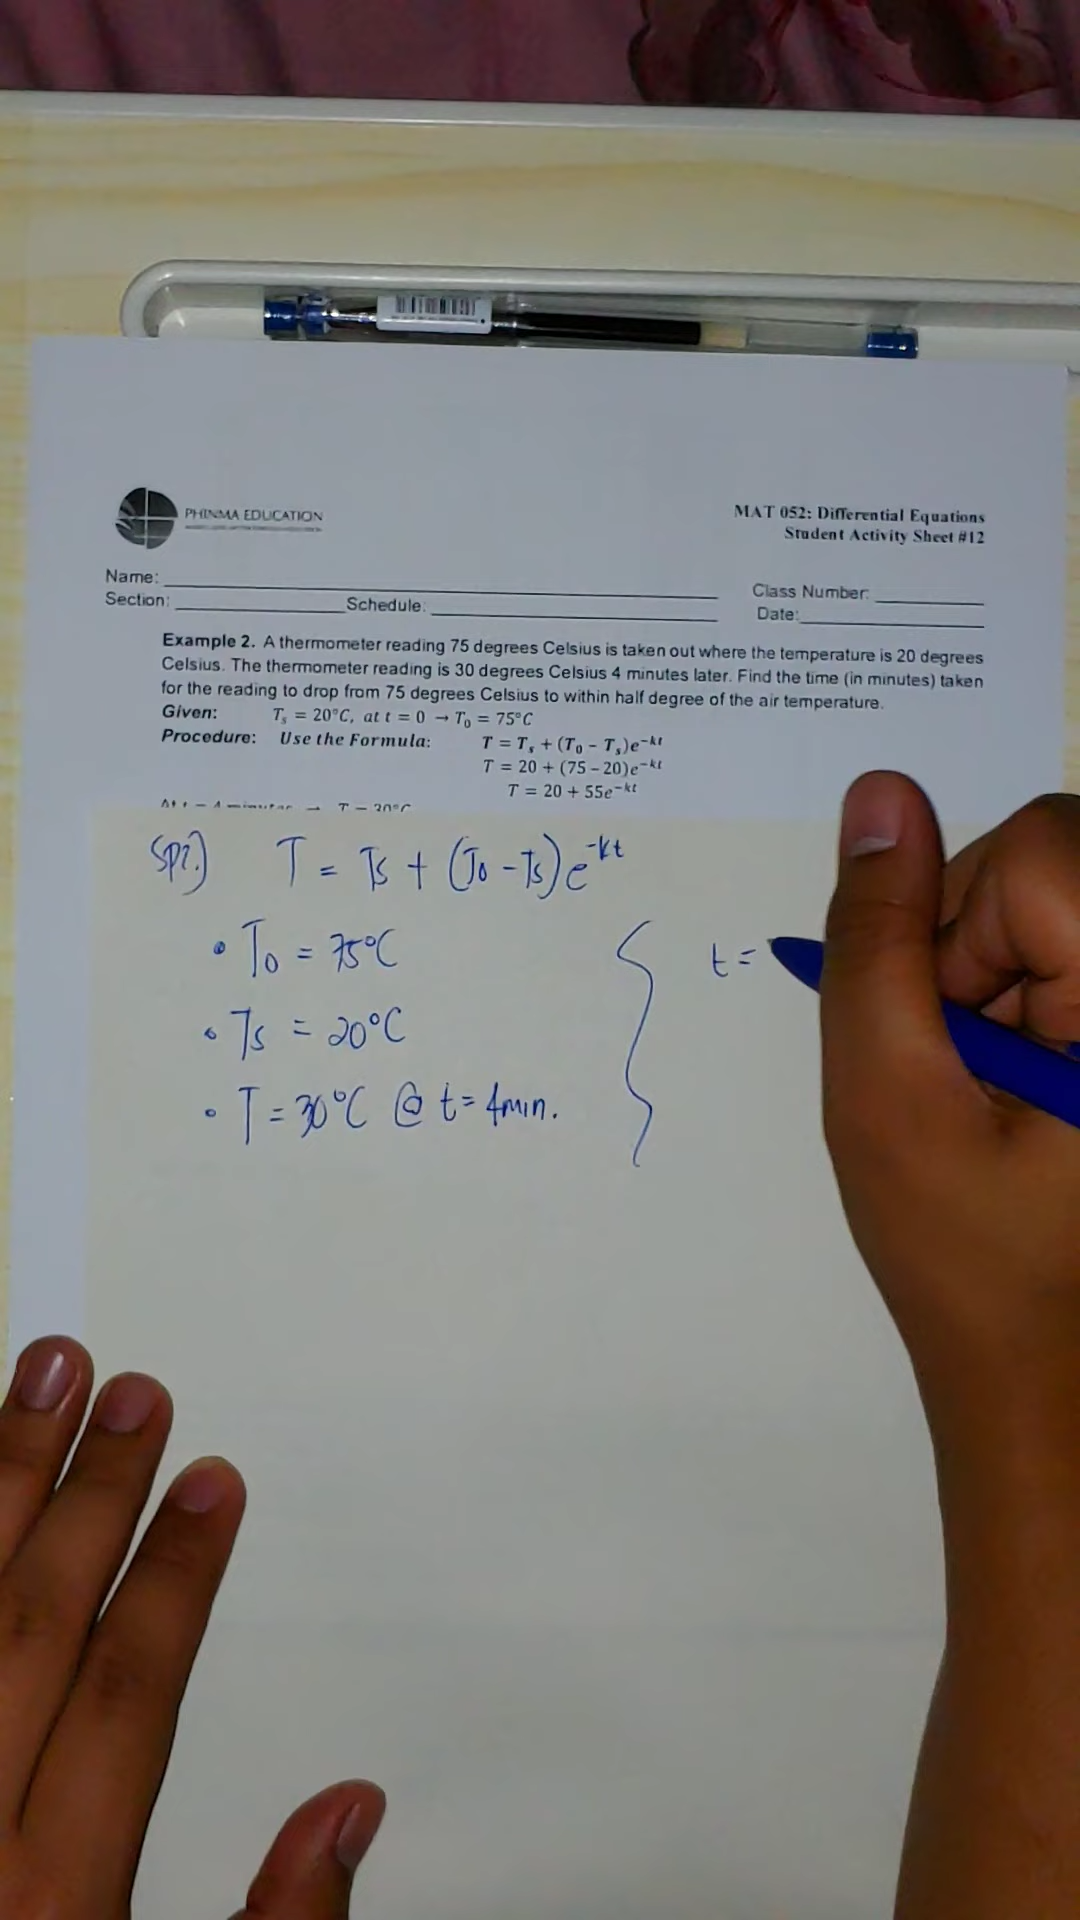 PHINMA EDUCATION
MAT 052: Differential Equations
Student Activity Sheet #12
Name:
Section: Schedule:
Class Number:
Date:
Example 2. A thermometer reading 75 degrees Celsius is taken out where the temperature is 20 degrees
Celsius. The thermometer reading is 30 degrees Celsius 4 minutes later. Find the time (in minutes) taken
for the reading to drop from 75 degrees Celsius to within half degree of the air temperature.
Given: Tₛ = 20°C, at t = 0 → T₀ = 75°C
Procedure: Use the Formula: T = Tₛ + (T₀ − Tₛ)e^−kt
T = 20 + (75 − 20)e^−kt
T = 20 + 55e^−kt
T = Ts + (To - Ts)e^-kt
• To = 75°C
• Ts = 20°C
• T = 30°C @ t = 4min.
t =